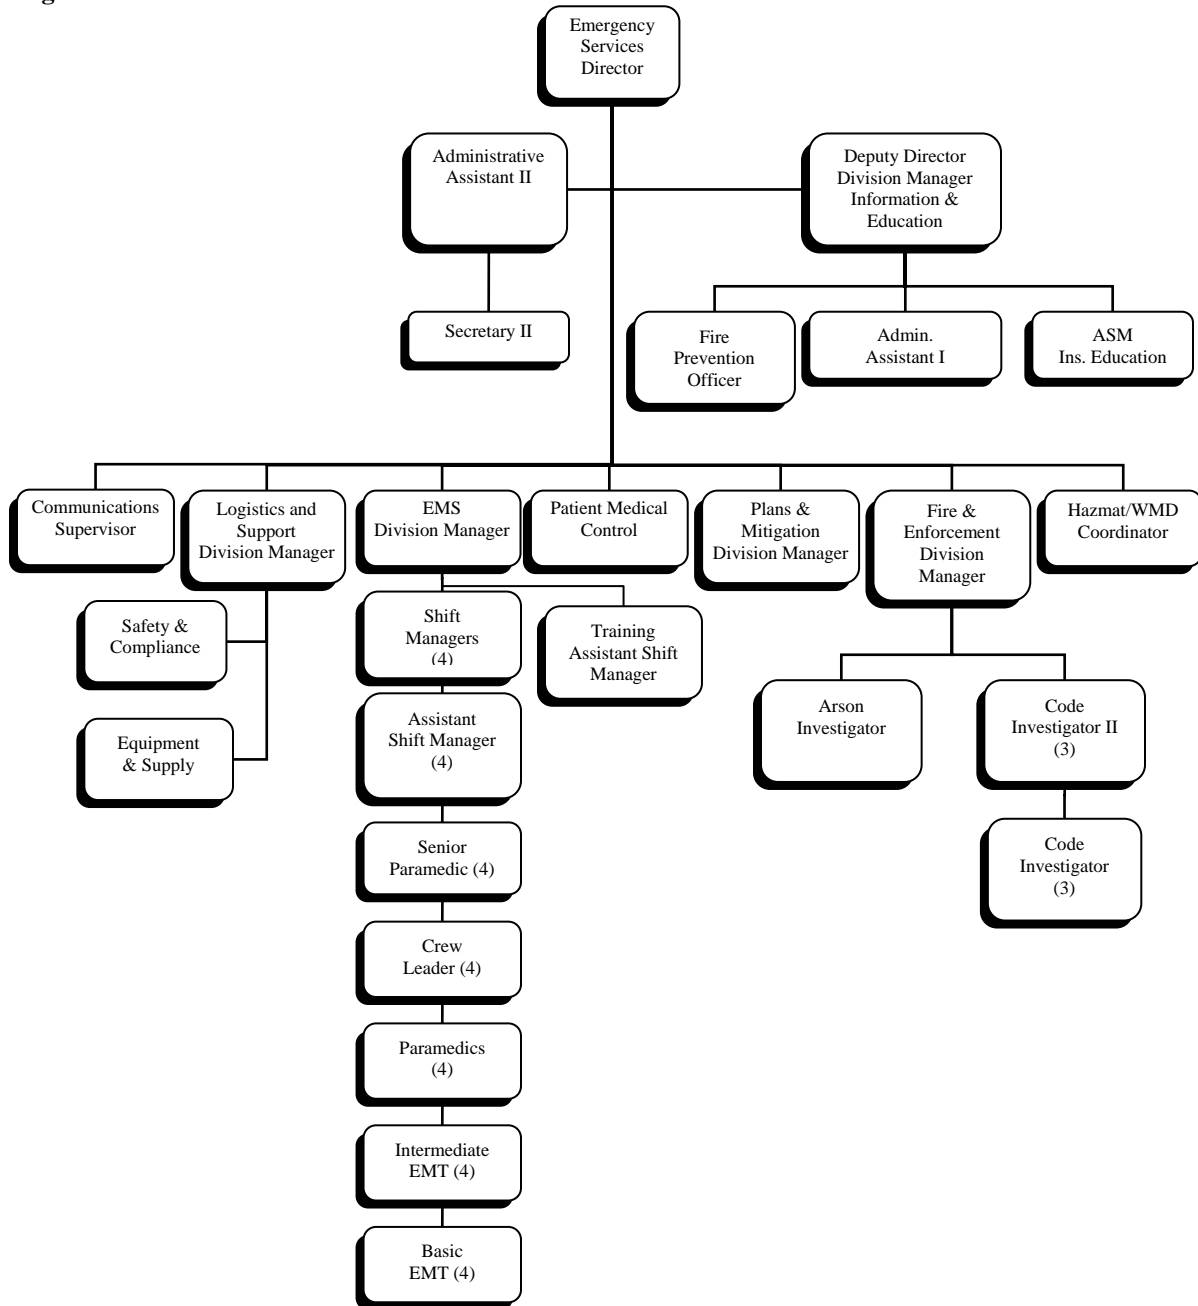 Emergency
Services
Director
Administrative
Assistant II
Deputy Director
Division Manager
Information &
Education
Secretary II
Fire
Prevention
Officer
Admin.
Assistant I
ASM
Ins. Education
Communications
Supervisor
Logistics and
Support
Division Manager
EMS
Division Manager
Patient Medical
Control
Plans &
Mitigation
Division Manager
Fire &
Enforcement
Division
Manager
Hazmat/WMD
Coordinator
Safety &
Compliance
Equipment
& Supply
Shift
Managers
(4)
Training
Assistant Shift
Manager
Assistant
Shift Manager
(4)
Senior
Paramedic (4)
Crew
Leader (4)
Paramedics
(4)
Intermediate
EMT (4)
Basic
EMT (4)
Arson
Investigator
Code
Investigator II
(3)
Code
Investigator
(3)